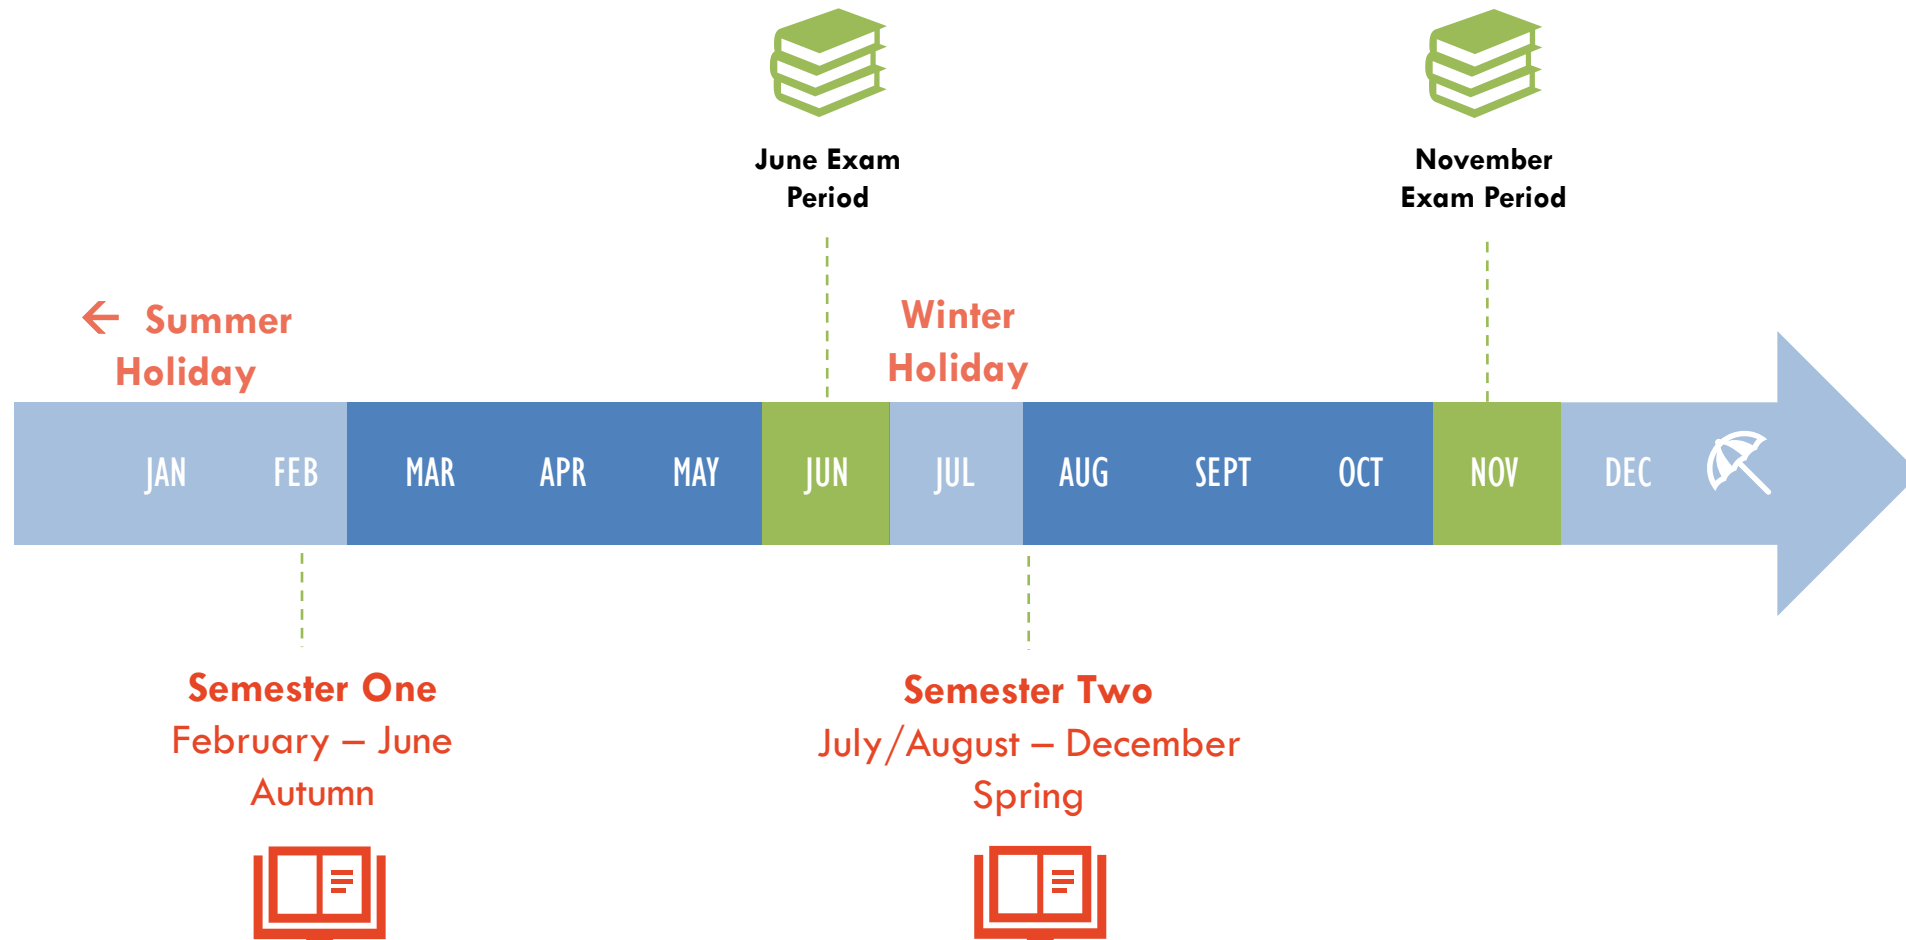 June Exam
Period
November
Exam Period
← Summer
Holiday
Winter
Holiday
JAN FEB MAR APR MAY JUN JUL AUG SEPT OCT NOV DEC
Semester One
February – June
Autumn
Semester Two
July/August – December
Spring